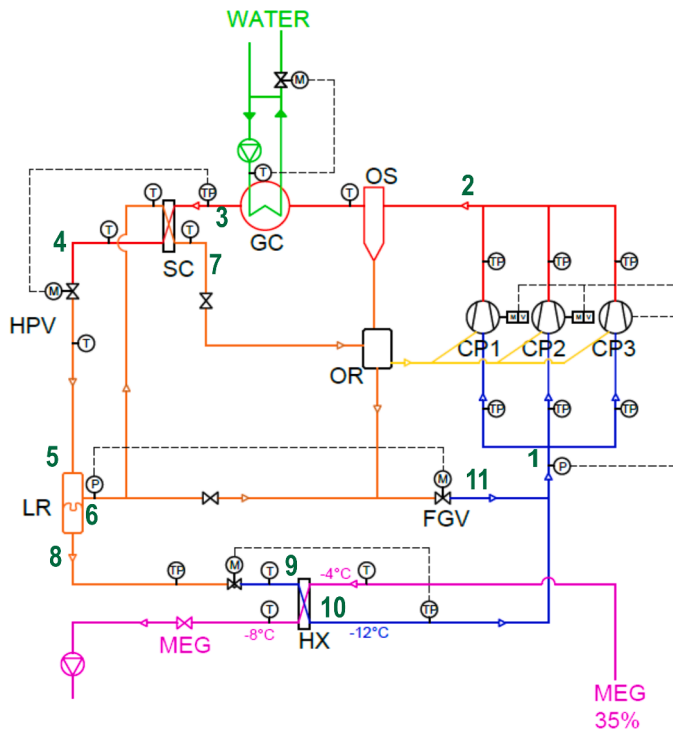 WATER
M
T
OS
2
T
TP
T
3
GC
4
T
SC
T
7
TP
TP
TP
M
HPV
M V
M V
CP1
CP2
CP3
T
OR
TP
TP
TP
5
1
P
P
M
11
LR
6
FGV
8
M
9
T
-4°C
T
TP
10
T
TP
-8°C
-12°C
MEG
HX
MEG
35%